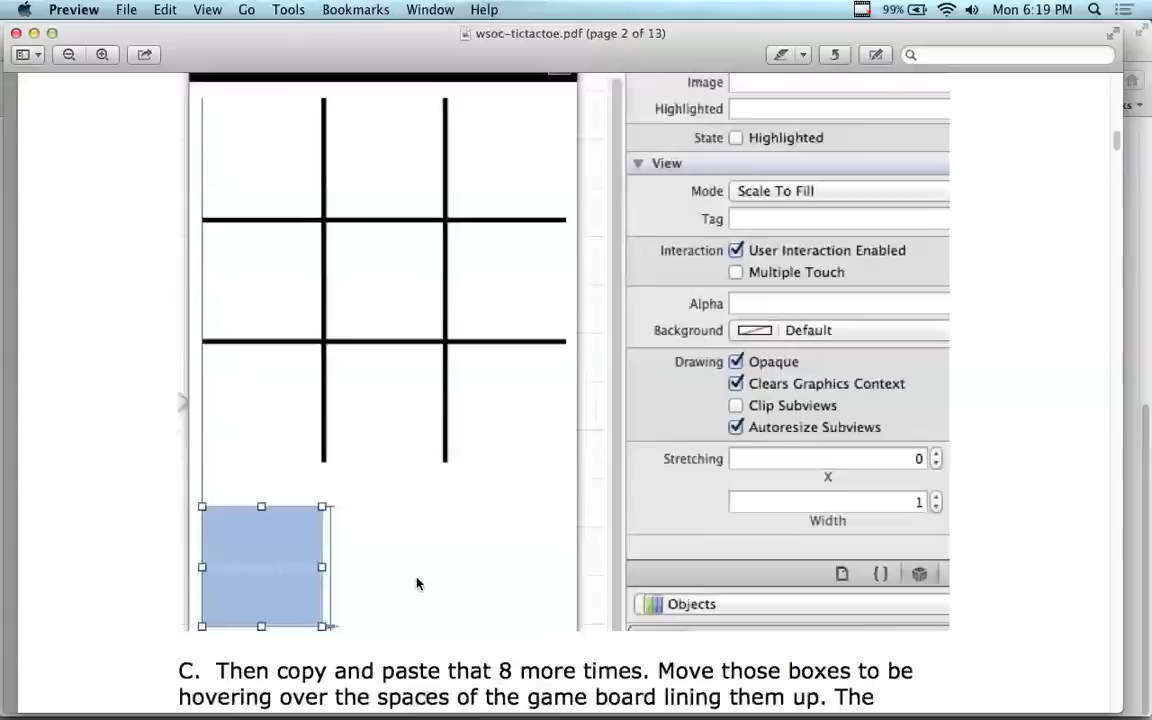 Preview File Edit View Go Tools Bookmarks Window Help 99% Mon 6:19 PM
wsoc-tictactoe.pdf (page 2 of 13)
Image
Highlighted
State Highlighted
View
Mode Scale To Fill
Tag
Interaction User Interaction Enabled
Multiple Touch
Alpha
Background Default
Drawing Opaque
Clears Graphics Context
Clip Subviews
Autoresize Subviews
Stretching 0
X
1
Width
{ }
Objects
C. Then copy and paste that 8 more times. Move those boxes to be
hovering over the spaces of the game board lining them up. The